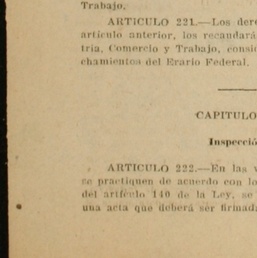 Trabajo.
ARTICULO 221.—Los dere
artículo anterior, los recaudará
tria, Comercio y Trabajo, consi
chamientos del Erario Federal.
CAPITULO
Inspecció
ARTICULO 222.—En las v
se practiquen de acuerdo con lo
del artículo 140 de la Ley, se
una acta que deberá ser firmada